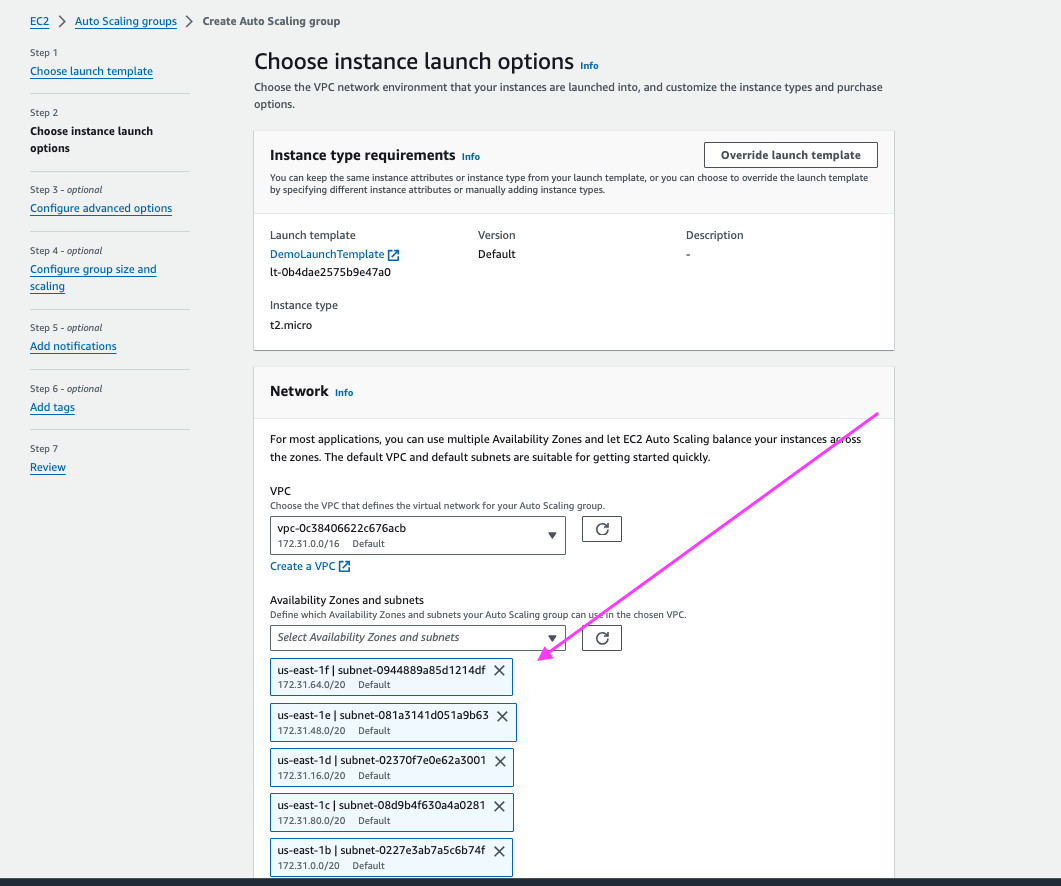 EC2 > Auto Scaling groups > Create Auto Scaling group
Step 1
Choose launch template
Step 2
Choose instance launch
options
Step 3 - optional
Configure advanced options
Step 4 - optional
Configure group size and
scaling
Step 5 - optional
Add notifications
Step 6 - optional
Add tags
Step 7
Review
Choose instance launch options Info
Choose the VPC network environment that your instances are launched into, and customize the instance types and purchase
options.
Instance type requirements Info
Override launch template
You can keep the same instance attributes or instance type from your launch template, or you can choose to override the launch template
by specifying different instance attributes or manually adding instance types.
Launch template
DemoLaunchTemplate
lt-0b4dae2575b9e47a0
Version
Default
Description
-
Instance type
t2.micro
Network Info
For most applications, you can use multiple Availability Zones and let EC2 Auto Scaling balance your instances across
the zones. The default VPC and default subnets are suitable for getting started quickly.
VPC
Choose the VPC that defines the virtual network for your Auto Scaling group.
vpc-0c38406622c676acb
172.31.0.0/16 Default
Create a VPC
Availability Zones and subnets
Define which Availability Zones and subnets your Auto Scaling group can use in the chosen VPC.
Select Availability Zones and subnets
us-east-1f | subnet-0944889a85d1214df
172.31.64.0/20 Default
us-east-1e | subnet-081a3141d051a9b63
172.31.48.0/20 Default
us-east-1d | subnet-02370f7e0e62a3001
172.31.16.0/20 Default
us-east-1c | subnet-08d9b4f630a4a0281
172.31.80.0/20 Default
us-east-1b | subnet-0227e3ab7a5c6b74f
172.31.0.0/20 Default